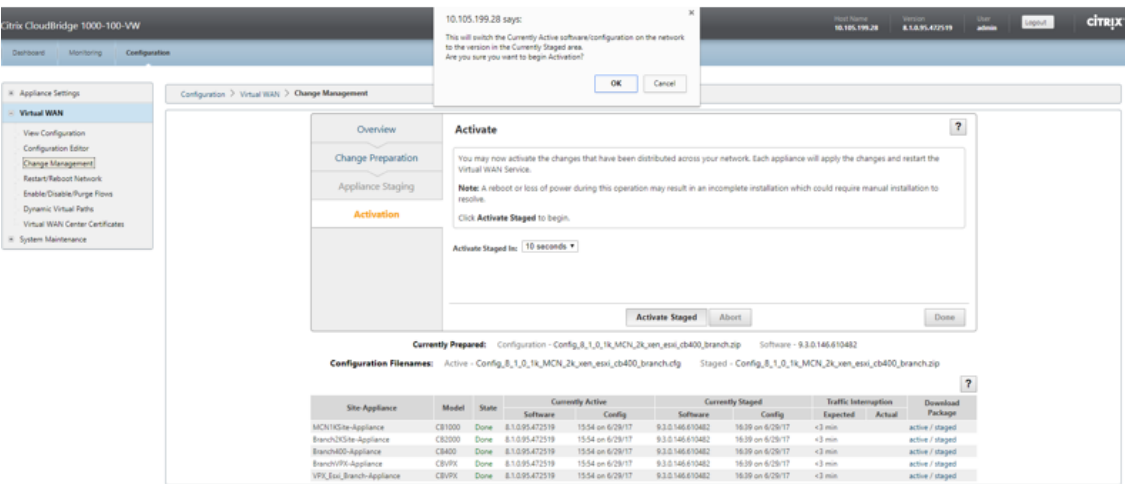 Citrix CloudBridge 1000-100-VW
Host Name
10.105.199.28
Version
8.1.0.95.472519
User
admin
Logout
CITRIX
Dashboard
Monitoring
Configuration
10.105.199.28 says:
This will switch the Currently Active software/configuration on the network
to the version in the Currently Staged area.
Are you sure you want to begin Activation?
OK
Cancel
Appliance Settings
Virtual WAN
View Configuration
Configuration Editor
Change Management
Restart/Reboot Network
Enable/Disable/Purge Flows
Dynamic Virtual Paths
Virtual WAN Center Certificates
System Maintenance
Configuration > Virtual WAN > Change Management
Overview
Change Preparation
Appliance Staging
Activation
Activate
?
You may now activate the changes that have been distributed across your network. Each appliance will apply the changes and restart the
Virtual WAN Service.
Note: A reboot or loss of power during this operation may result in an incomplete installation which could require manual installation to
resolve.
Click Activate Staged to begin.
Activate Staged In: 10 seconds
Activate Staged
Abort
Done
Currently Prepared: Configuration - Config_8_1_0_1k_MCN_2k_xen_esxi_cb400_branch.zip Software - 9.3.0.146.610482
Configuration Filenames: Active - Config_8_1_0_1k_MCN_2k_xen_esxi_cb400_branch.cfg Staged - Config_8_1_0_1k_MCN_2k_xen_esxi_cb400_branch.zip
?
Site-Appliance Model State Currently Active Currently Staged Traffic Interruption Download Package
Software Config Software Config Expected Actual
MCN1KSite-Appliance CB1000 Done 8.1.0.95.472519 15:54 on 6/29/17 9.3.0.146.610482 16:39 on 6/29/17 <3 min active / staged
Branch2KSite-Appliance CB2000 Done 8.1.0.95.472519 15:54 on 6/29/17 9.3.0.146.610482 16:39 on 6/29/17 <3 min active / staged
Branch400-Appliance CB400 Done 8.1.0.95.472519 15:54 on 6/29/17 9.3.0.146.610482 16:39 on 6/29/17 <3 min active / staged
BranchVPX-Appliance CBVPX Done 8.1.0.95.472519 15:54 on 6/29/17 9.3.0.146.610482 16:39 on 6/29/17 <3 min active / staged
VPX_Esxi_Branch-Appliance CBVPX Done 8.1.0.95.472519 15:54 on 6/29/17 9.3.0.146.610482 16:39 on 6/29/17 <3 min active / staged